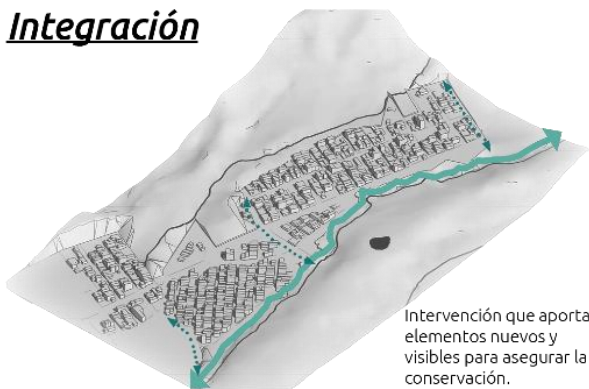 Integración
Intervención que aporta
elementos nuevos y
visibles para asegurar la
conservación.